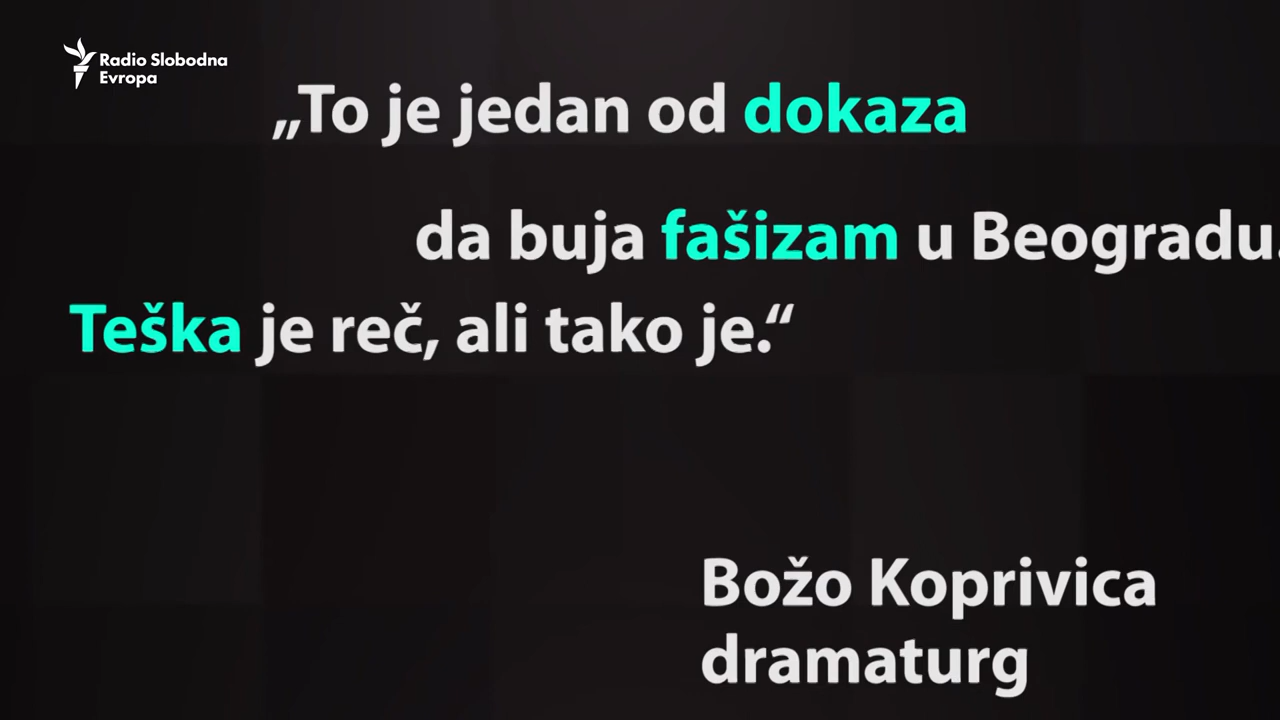 Radio Slobodna
Evropa
„To je jedan od dokaza
da buja fašizam u Beogradu.
Teška je reč, ali tako je.“
Božo Koprivica
dramaturg